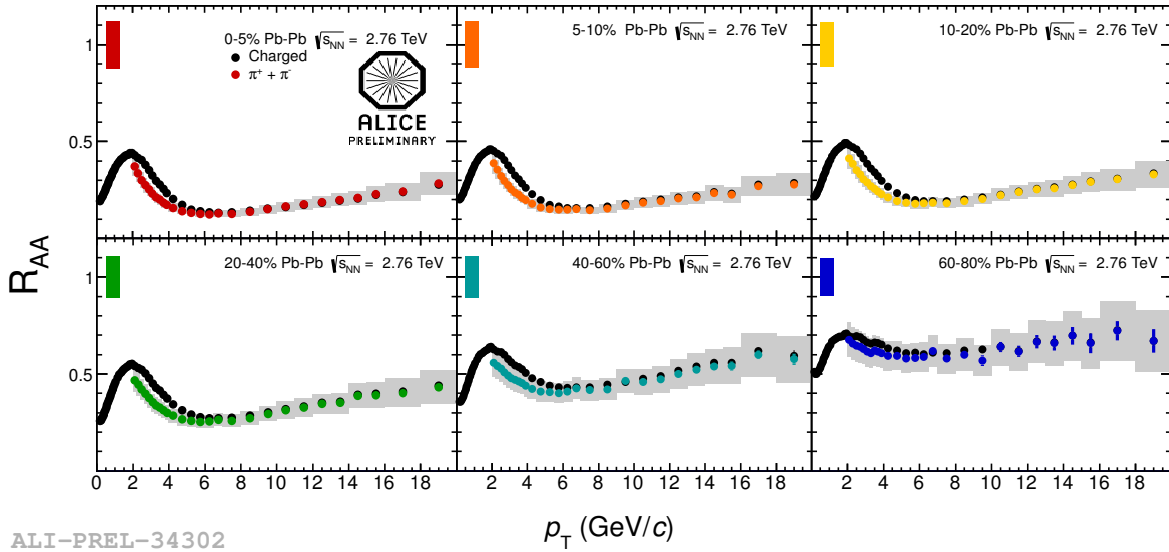 0-5% Pb-Pb √sNN = 2.76 TeV
Charged
π+ + π-
ALICE
PRELIMINARY
5-10% Pb-Pb √sNN = 2.76 TeV
10-20% Pb-Pb √sNN = 2.76 TeV
1
0.5
RAA
20-40% Pb-Pb √sNN = 2.76 TeV
40-60% Pb-Pb √sNN = 2.76 TeV
60-80% Pb-Pb √sNN = 2.76 TeV
1
0.5
0 2 4 6 8 10 12 14 16 18 2 4 6 8 10 12 14 16 18 2 4 6 8 10 12 14 16 18
pT (GeV/c)
ALI-PREL-34302